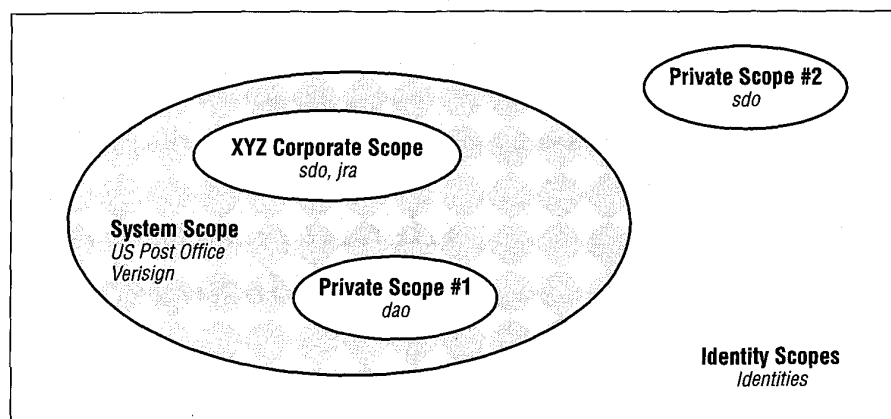 Private Scope #2
sdo
XYZ Corporate Scope
sdo, jra
System Scope
US Post Office
Verisign
Private Scope #1
dao
Identity Scopes
Identities